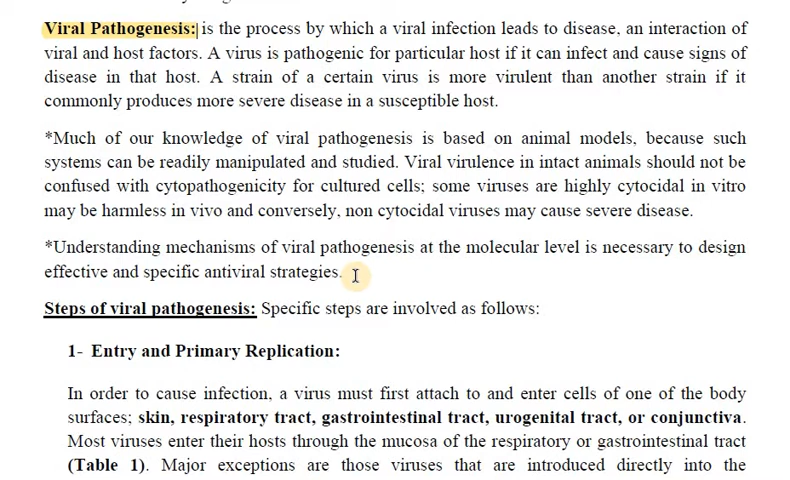 Viral Pathogenesis: is the process by which a viral infection leads to disease, an interaction of
viral and host factors. A virus is pathogenic for particular host if it can infect and cause signs of
disease in that host. A strain of a certain virus is more virulent than another strain if it
commonly produces more severe disease in a susceptible host.
*Much of our knowledge of viral pathogenesis is based on animal models, because such
systems can be readily manipulated and studied. Viral virulence in intact animals should not be
confused with cytopathogenicity for cultured cells; some viruses are highly cytocidal in vitro
may be harmless in vivo and conversely, non cytocidal viruses may cause severe disease.
*Understanding mechanisms of viral pathogenesis at the molecular level is necessary to design
effective and specific antiviral strategies.
Steps of viral pathogenesis: Specific steps are involved as follows:
1- Entry and Primary Replication:
In order to cause infection, a virus must first attach to and enter cells of one of the body
surfaces; skin, respiratory tract, gastrointestinal tract, urogenital tract, or conjunctiva.
Most viruses enter their hosts through the mucosa of the respiratory or gastrointestinal tract
(Table 1). Major exceptions are those viruses that are introduced directly into the